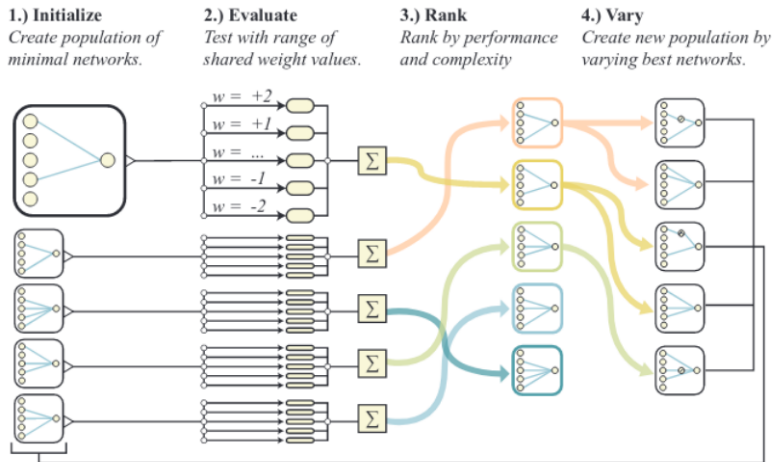 1.) Initialize
Create population of
minimal networks.
2.) Evaluate
Test with range of
shared weight values.
3.) Rank
Rank by performance
and complexity
4.) Vary
Create new population by
varying best networks.
w = +2
w = +1
w = ...
w = -1
w = -2
Σ
Σ
Σ
Σ
Σ